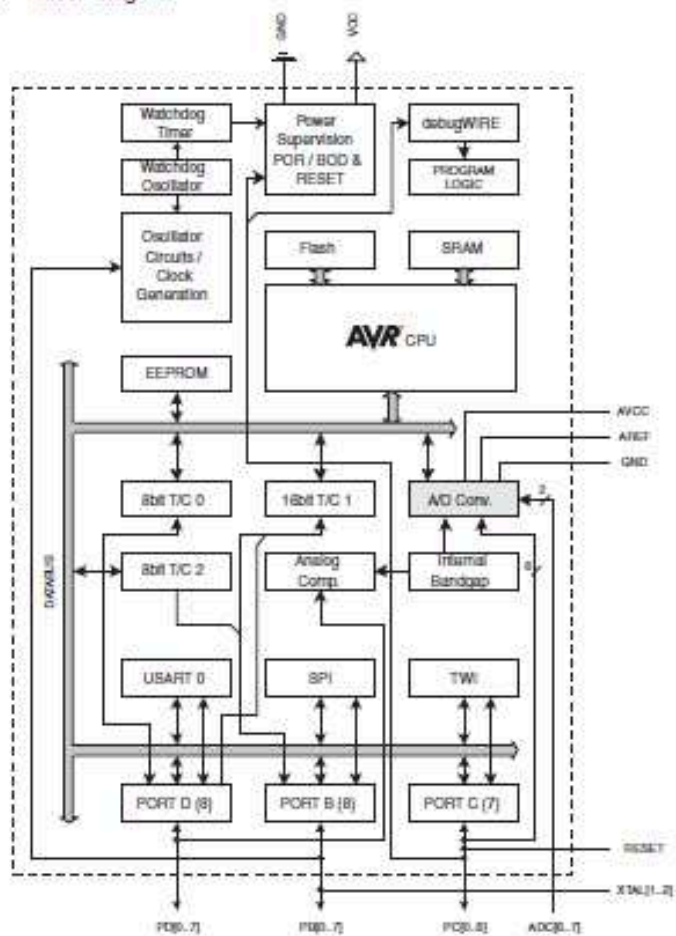 GND
VCC
Watchdog
Timer
Power
Supervision
POR / BOD &
RESET
debugWIRE
Watchdog
Oscillator
PROGRAM
LOGIC
Oscillator
Circuits /
Clock
Generation
Flash
SRAM
AVR CPU
EEPROM
AVCC
AREF
GND
8bit T/C 0
16bit T/C 1
A/D Conv.
2
DATABUS
8bit T/C 2
Analog
Comp.
Internal
Bandgap
6
USART 0
SPI
TWI
PORT D (8)
PORT B (8)
PORT C (7)
RESET
XTAL[1..2]
PD[0..7]
PB[0..7]
PC[0..6]
ADC[6..7]